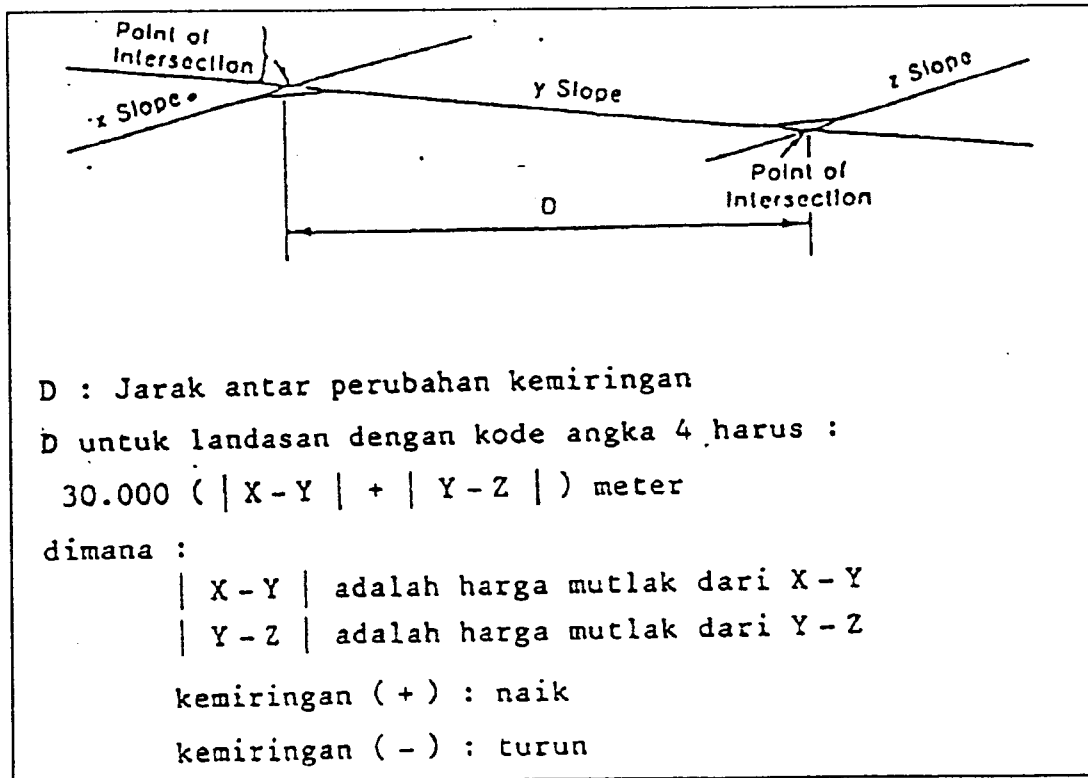 Point of
Intersection
x Slope
Y Slope
z Slope
Point of
Intersection
D
D : Jarak antar perubahan kemiringan
D untuk landasan dengan kode angka 4 harus :
30.000 ( | X - Y | + | Y - Z | ) meter
dimana :
| X - Y | adalah harga mutlak dari X - Y
| Y - Z | adalah harga mutlak dari Y - Z
kemiringan ( + ) : naik
kemiringan ( - ) : turun